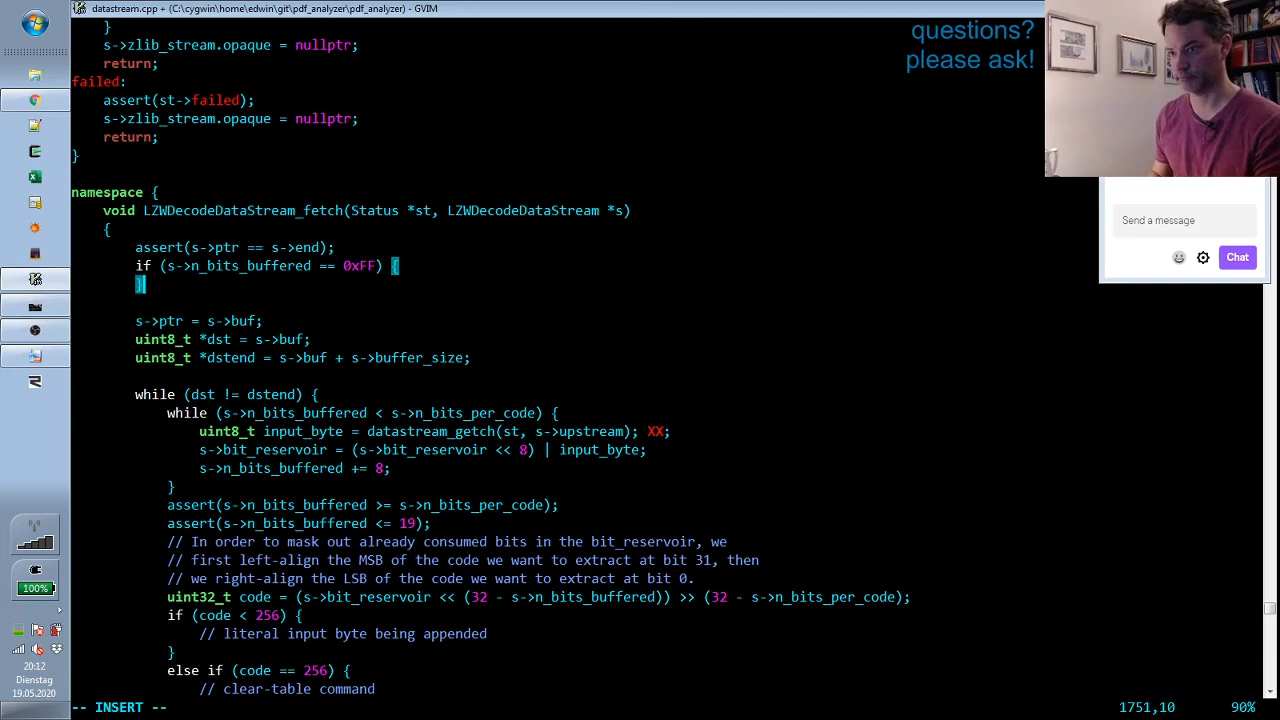 datastream.cpp + (C:\cygwin\home\edwin\git\pdf_analyzer\pdf_analyzer) - GVIM
questions?
please ask!
}
s->zlib_stream.opaque = nullptr;
return;
failed:
assert(st->failed);
s->zlib_stream.opaque = nullptr;
return;
}
namespace {
void LZWDecodeDataStream_fetch(Status *st, LZWDecodeDataStream *s)
{
assert(s->ptr == s->end);
if (s->n_bits_buffered == 0xFF) {
}
s->ptr = s->buf;
uint8_t *dst = s->buf;
uint8_t *dstend = s->buf + s->buffer_size;
while (dst != dstend) {
while (s->n_bits_buffered < s->n_bits_per_code) {
uint8_t input_byte = datastream_getch(st, s->upstream); XX;
s->bit_reservoir = (s->bit_reservoir << 8) | input_byte;
s->n_bits_buffered += 8;
}
assert(s->n_bits_buffered >= s->n_bits_per_code);
assert(s->n_bits_buffered <= 19);
// In order to mask out already consumed bits in the bit_reservoir, we
// first left-align the MSB of the code we want to extract at bit 31, then
// we right-align the LSB of the code we want to extract at bit 0.
uint32_t code = (s->bit_reservoir << (32 - s->n_bits_buffered)) >> (32 - s->n_bits_per_code);
if (code < 256) {
// literal input byte being appended
}
else if (code == 256) {
// clear-table command
-- INSERT --
1751,10
90%
Send a message
Chat
100%
20:12
Dienstag
19.05.2020